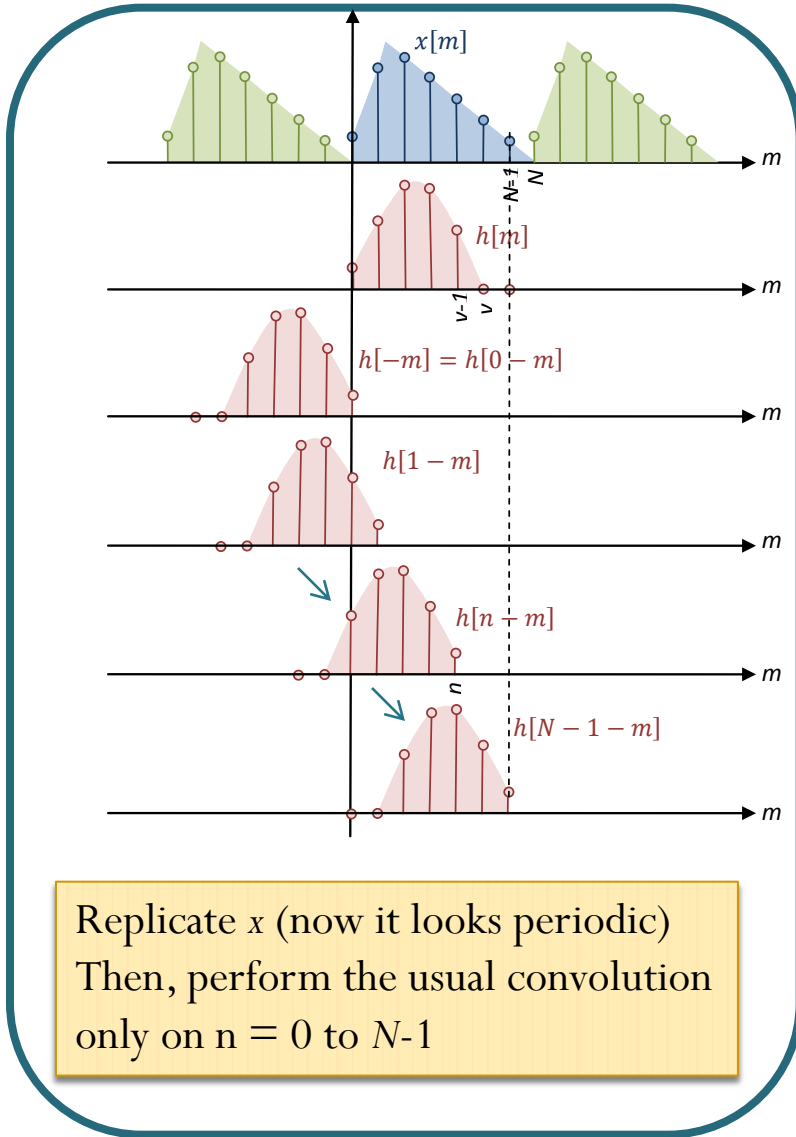 x[m]
m
N-1
N
h[m]
m
v-1
v
h[−m] = h[0 − m]
m
h[1 − m]
m
h[n − m]
m
n
h[N − 1 − m]
m
Replicate x (now it looks periodic)
Then, perform the usual convolution
only on n = 0 to N-1